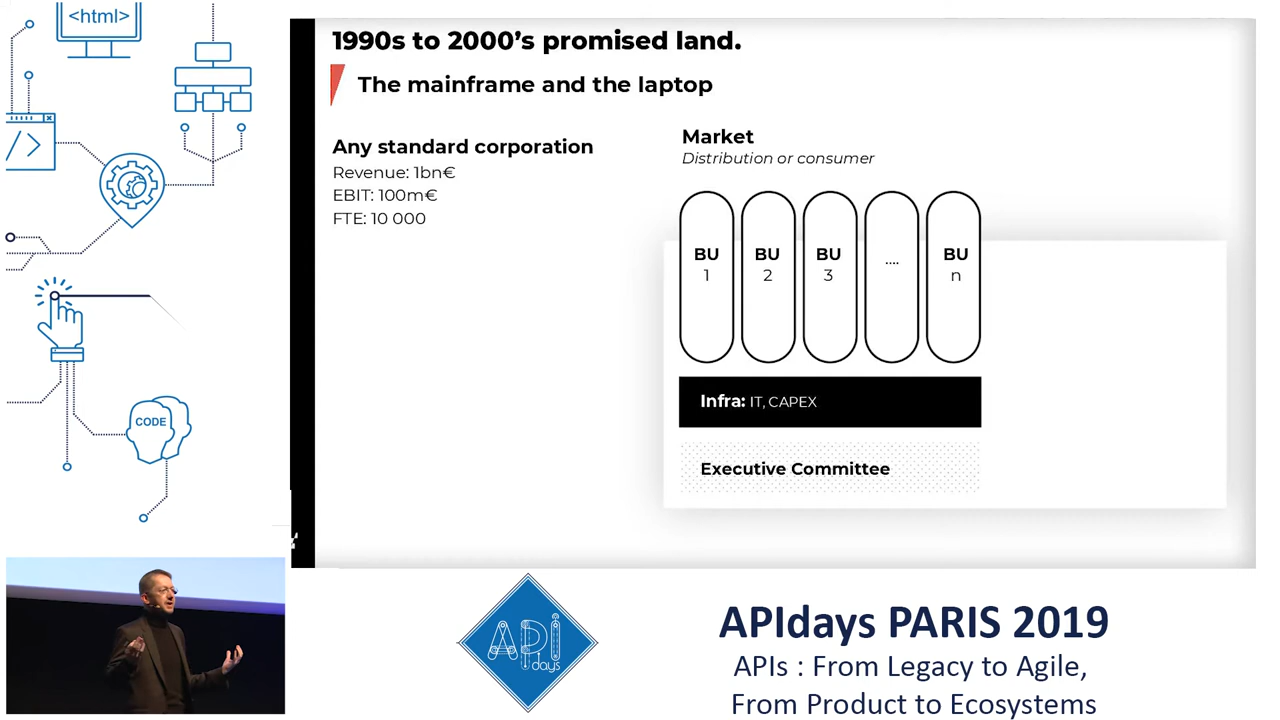 <html>
</>
CODE
1990s to 2000’s promised land.
The mainframe and the laptop
Any standard corporation
Revenue: 1bn€
EBIT: 100m€
FTE: 10 000
Market
Distribution or consumer
BU
1
BU
2
BU
3
....
BU
n
Infra: IT, CAPEX
Executive Committee
API
days
APIdays PARIS 2019
APIs : From Legacy to Agile,
From Product to Ecosystems